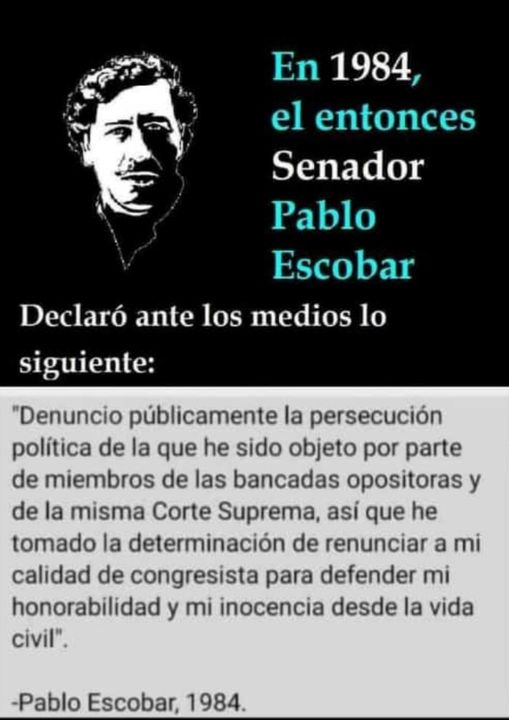 En 1984,
el entonces
Senador
Pablo
Escobar
Declaró ante los medios lo
siguiente:
"Denuncio públicamente la persecución
política de la que he sido objeto por parte
de miembros de las bancadas opositoras y
de la misma Corte Suprema, así que he
tomado la determinación de renunciar a mi
calidad de congresista para defender mi
honorabilidad y mi inocencia desde la vida
civil".
-Pablo Escobar, 1984.